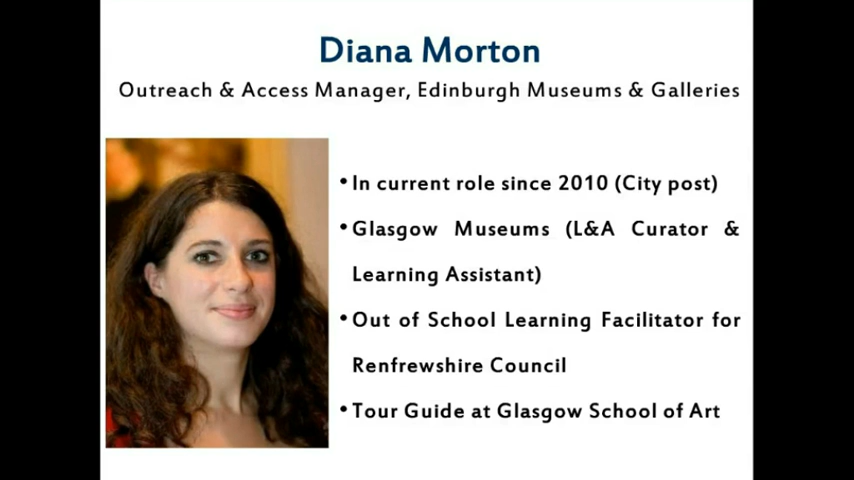 Diana Morton
Outreach & Access Manager, Edinburgh Museums & Galleries
• In current role since 2010 (City post)
• Glasgow Museums (L&A Curator &
Learning Assistant)
• Out of School Learning Facilitator for
Renfrewshire Council
• Tour Guide at Glasgow School of Art